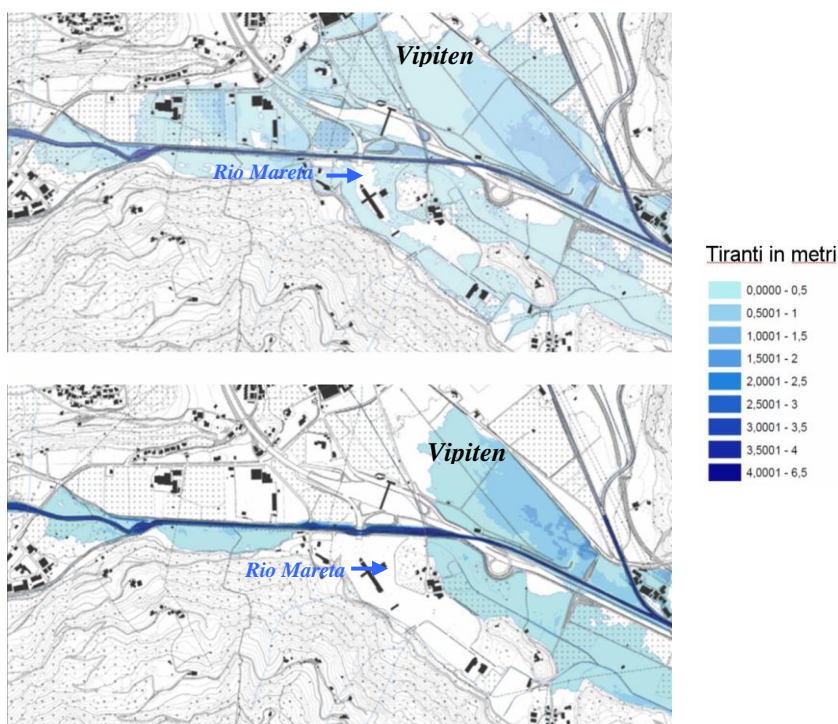 Vipiten
Rio Mareta
Tiranti in metri
0,0000 - 0,5
0,5001 - 1
1,0001 - 1,5
1,5001 - 2
2,0001 - 2,5
2,5001 - 3
3,0001 - 3,5
3,5001 - 4
4,0001 - 6,5
Vipiten
Rio Mareta